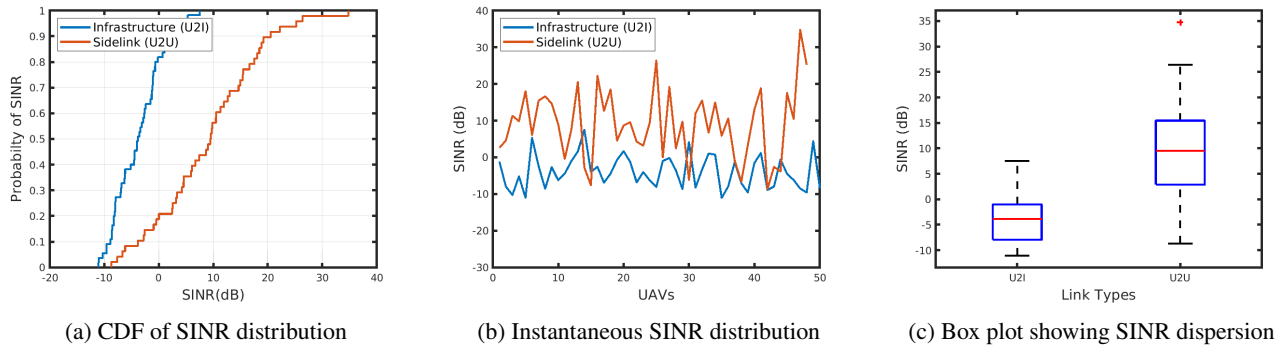 Probabilty of SINR
1
0.9
0.8
0.7
0.6
0.5
0.4
0.3
0.2
0.1
0
Infrastructure (U2I)
Sidelink (U2U)
-20 -10 0 10 20 30 40
SINR(dB)
(a) CDF of SINR distribution
SINR (dB)
40
30
20
10
0
-10
-20
-30
Infrastructure (U2I)
Sidelink (U2U)
0 10 20 30 40 50
UAVs
(b) Instantaneous SINR distribution
SINR (dB)
35
30
25
20
15
10
5
0
-5
-10
U2I U2U
Link Types
(c) Box plot showing SINR dispersion